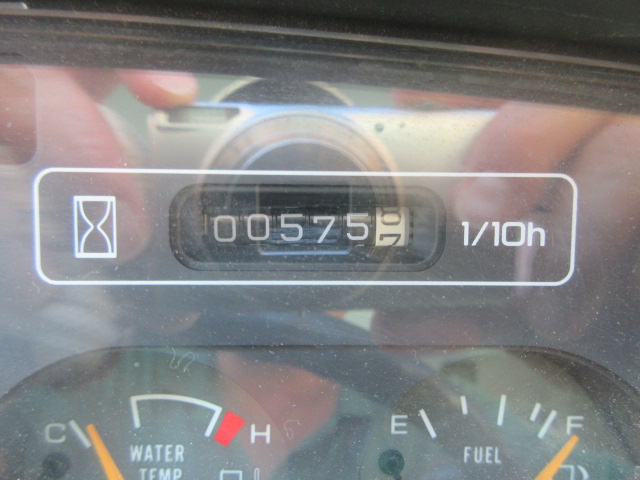 00575 1/10h
C H
WATER
TEMP
E F
FUEL